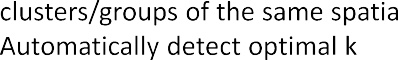 clusters/groups of the same spatia
Automatically detect optimal k